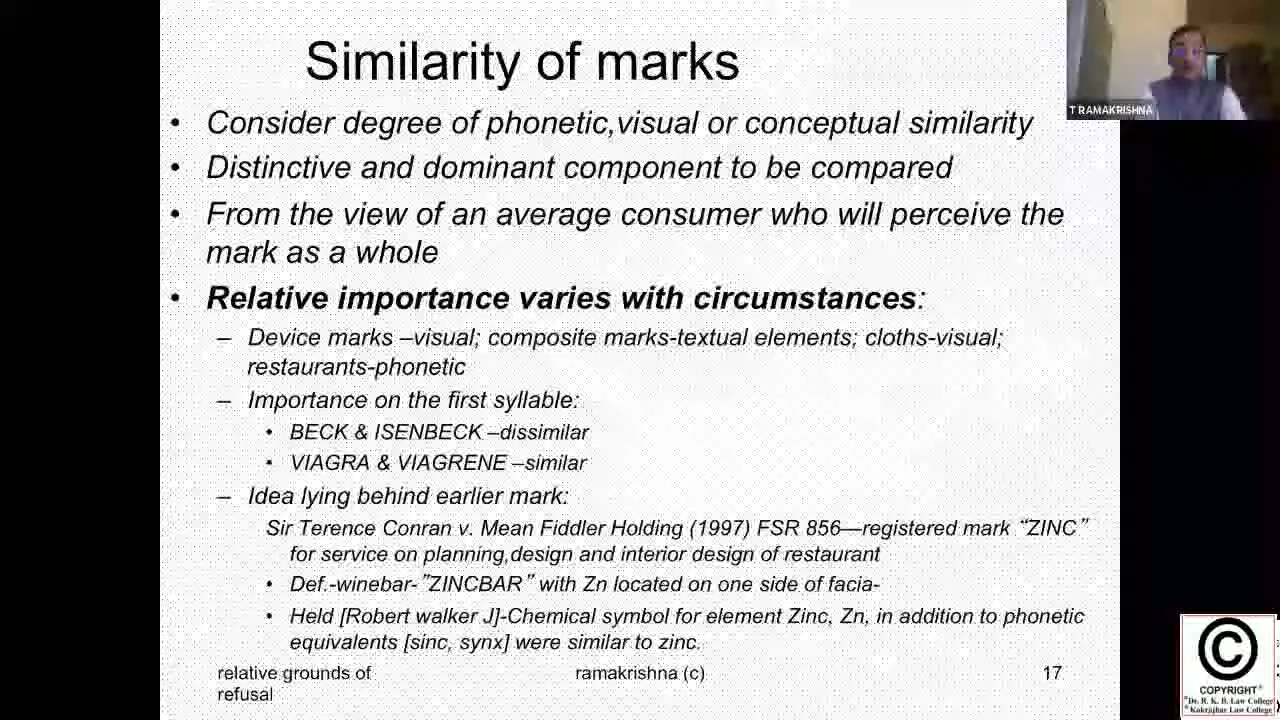 Similarity of marks
T RAMAKRISHNA
• Consider degree of phonetic,visual or conceptual similarity
• Distinctive and dominant component to be compared
• From the view of an average consumer who will perceive the
mark as a whole
• Relative importance varies with circumstances:
– Device marks –visual; composite marks-textual elements; cloths-visual;
restaurants-phonetic
– Importance on the first syllable:
• BECK & ISENBECK –dissimilar
• VIAGRA & VIAGRENE –similar
– Idea lying behind earlier mark:
Sir Terence Conran v. Mean Fiddler Holding (1997) FSR 856—registered mark “ZINC”
for service on planning,design and interior design of restaurant
• Def.-winebar-”ZINCBAR” with Zn located on one side of facia-
• Held [Robert walker J]-Chemical symbol for element Zinc, Zn, in addition to phonetic
equivalents [sinc, synx] were similar to zinc.
relative grounds of
refusal
ramakrishna (c)
17
©
COPYRIGHT
Dr. R. K. B. Law College
Kokrajhar Law College